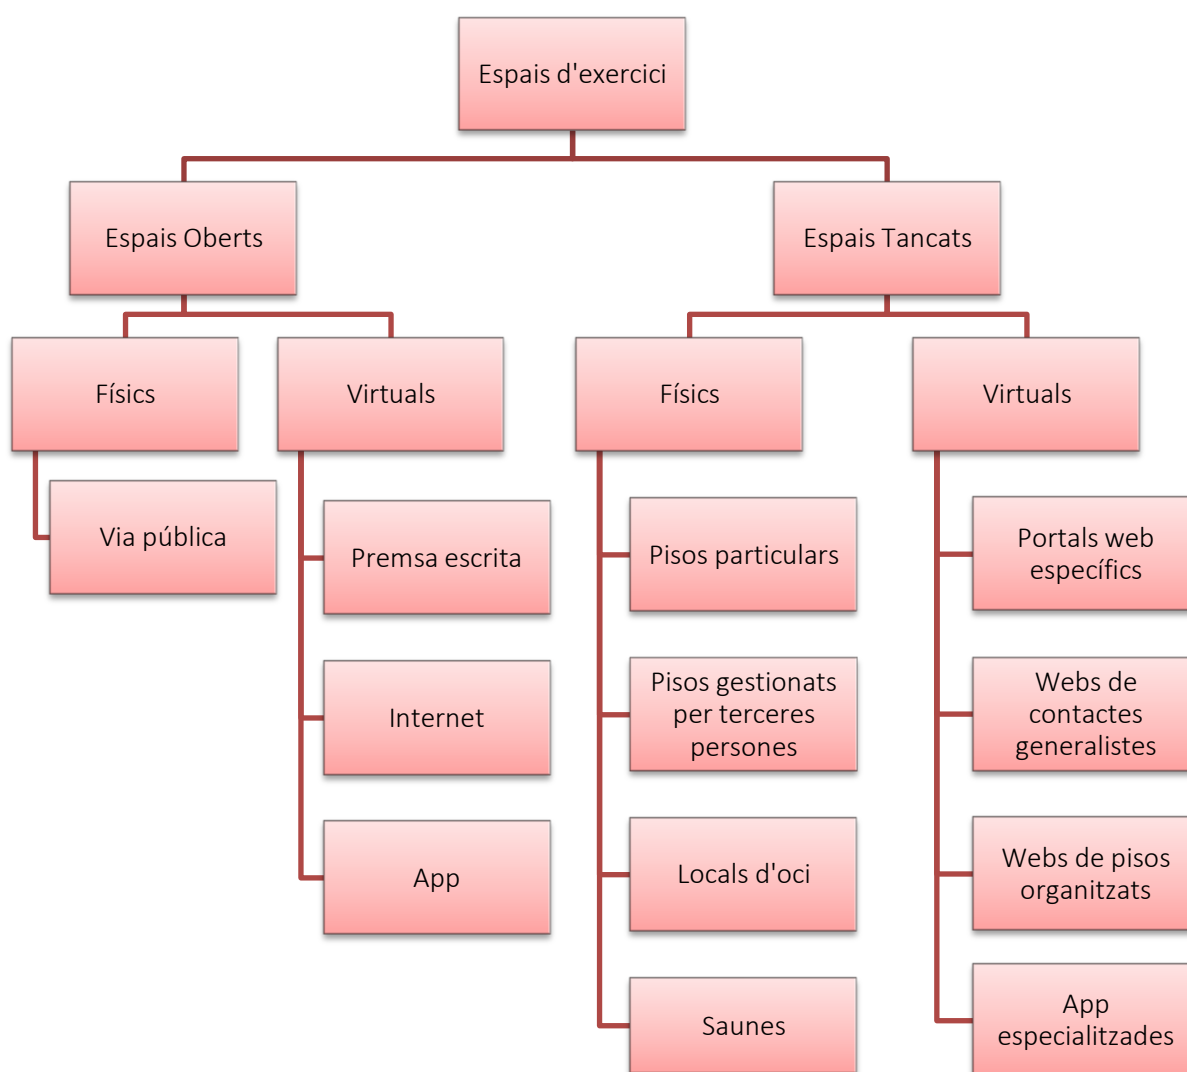 Espais d'exercici
Espais Oberts
Espais Tancats
Físics
Virtuals
Físics
Virtuals
Via pública
Premsa escrita
Internet
App
Pisos particulars
Pisos gestionats
per terceres
persones
Locals d'oci
Saunes
Portals web
específics
Webs de
contactes
generalistes
Webs de pisos
organitzats
App
especialitzades